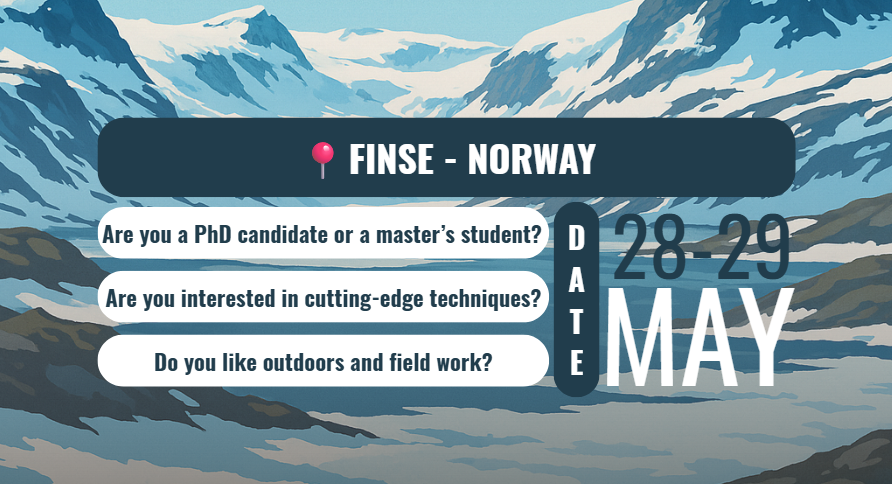 📍 FINSE - NORWAY
Are you a PhD candidate or a master's student?
Are you interested in cutting-edge techniques?
Do you like outdoors and field work?
DATE
28-29
MAY